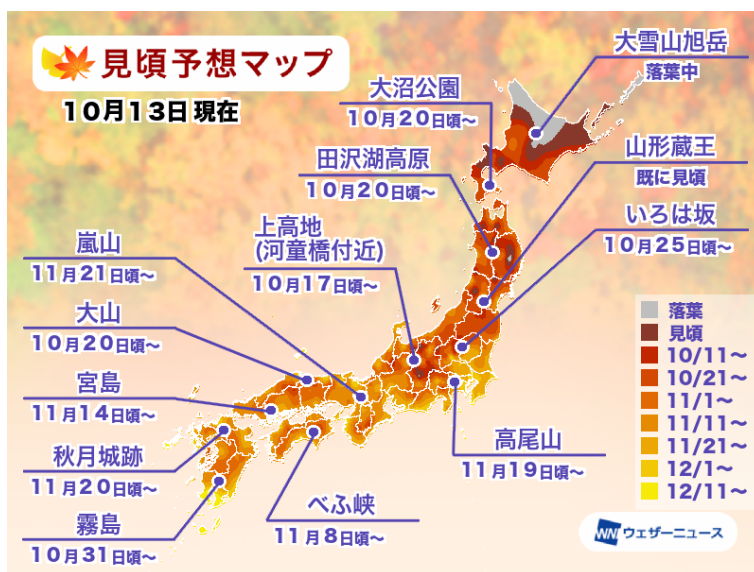 見頃予想マップ
10月13日 現在
大雪山旭岳
落葉中
大沼公園
10月20日頃〜
山形蔵王
既に見頃
田沢湖高原
10月20日頃〜
いろは坂
10月25日頃〜
上高地
(河童橋付近)
10月17日頃〜
嵐山
11月21日頃〜
大山
10月20日頃〜
宮島
11月14日頃〜
秋月城跡
11月20日頃〜
霧島
10月31日頃〜
べふ峡
11月8日頃〜
高尾山
11月19日頃〜
落葉
見頃
10/11〜
10/21〜
11/1〜
11/11〜
11/21〜
12/1〜
12/11〜
WN ウェザーニュース